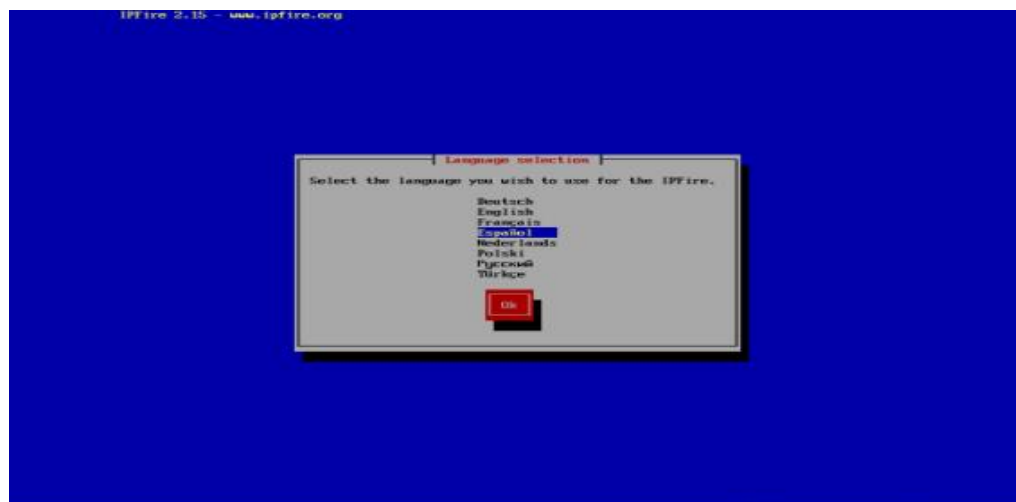 IPFire 2.15 - www.ipfire.org
Language selection
Select the language you wish to use for the IPFire.
Deutsch
English
Français
Español
Nederlands
Polski
Русский
Türkçe
Ok